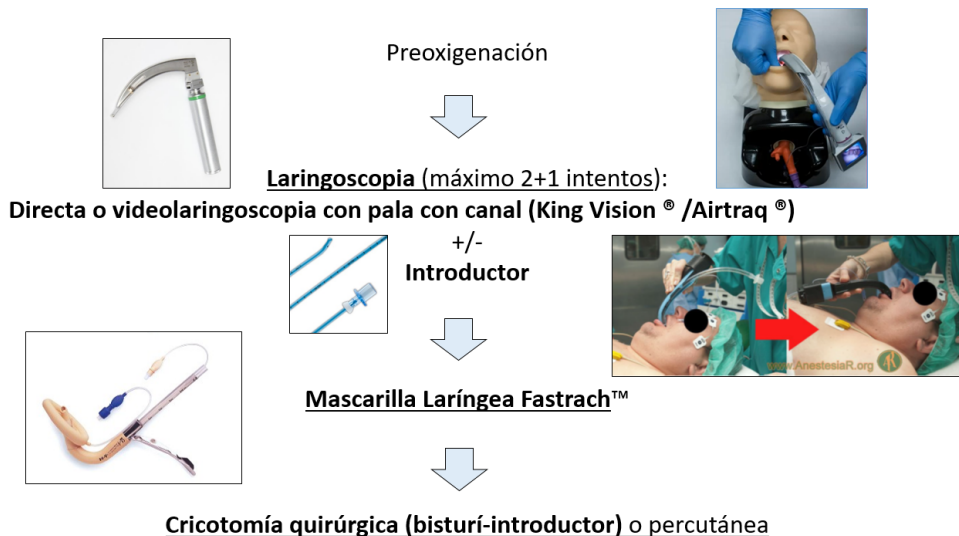 Preoxigenación
Laringoscopia (máximo 2+1 intentos):
Directa o videolaringoscopia con pala con canal (King Vision ® /Airtraq ®)
+/-
Introductor
www.AnestesiaR.org
Mascarilla Laríngea Fastrach™
Cricotomía quirúrgica (bisturí-introductor) o percutánea